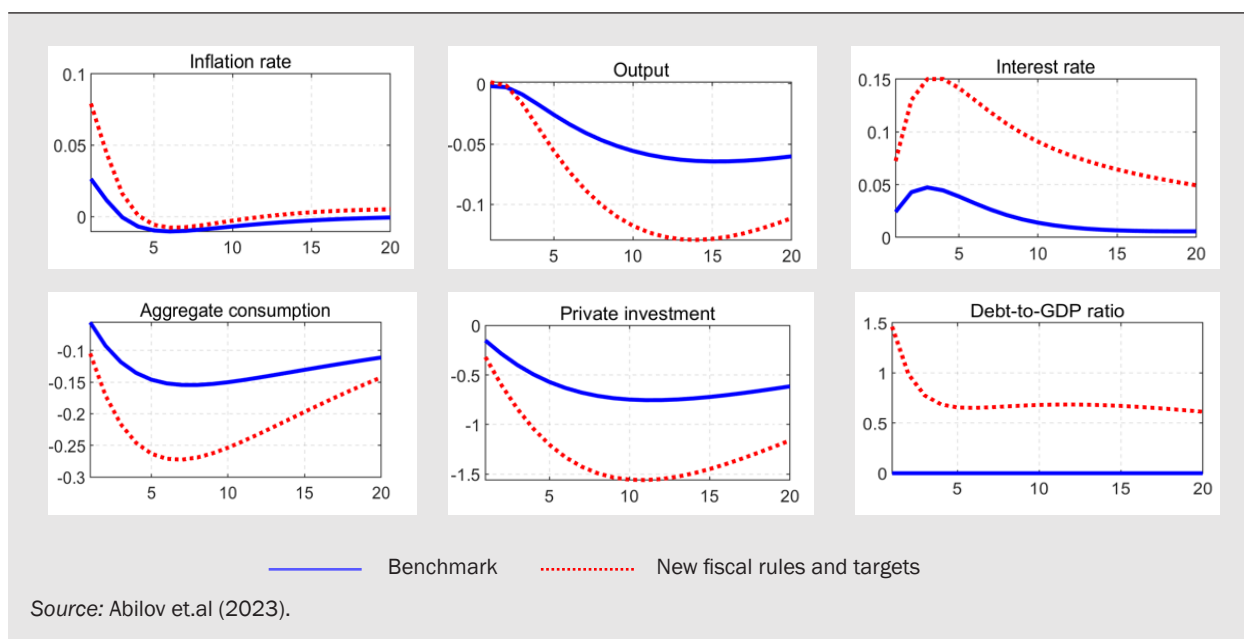 Inflation rate
0.1
0.05
0
5 10 15 20
Output
0
-0.05
-0.1
5 10 15 20
Interest rate
0.15
0.1
0.05
0
5 10 15 20
Aggregate consumption
-0.1
-0.15
-0.2
-0.25
-0.3
5 10 15 20
Private investment
0
-0.5
-1
-1.5
5 10 15 20
Debt-to-GDP ratio
1.5
1
0.5
0
5 10 15 20
Benchmark New fiscal rules and targets
Source: Abilov et.al (2023).